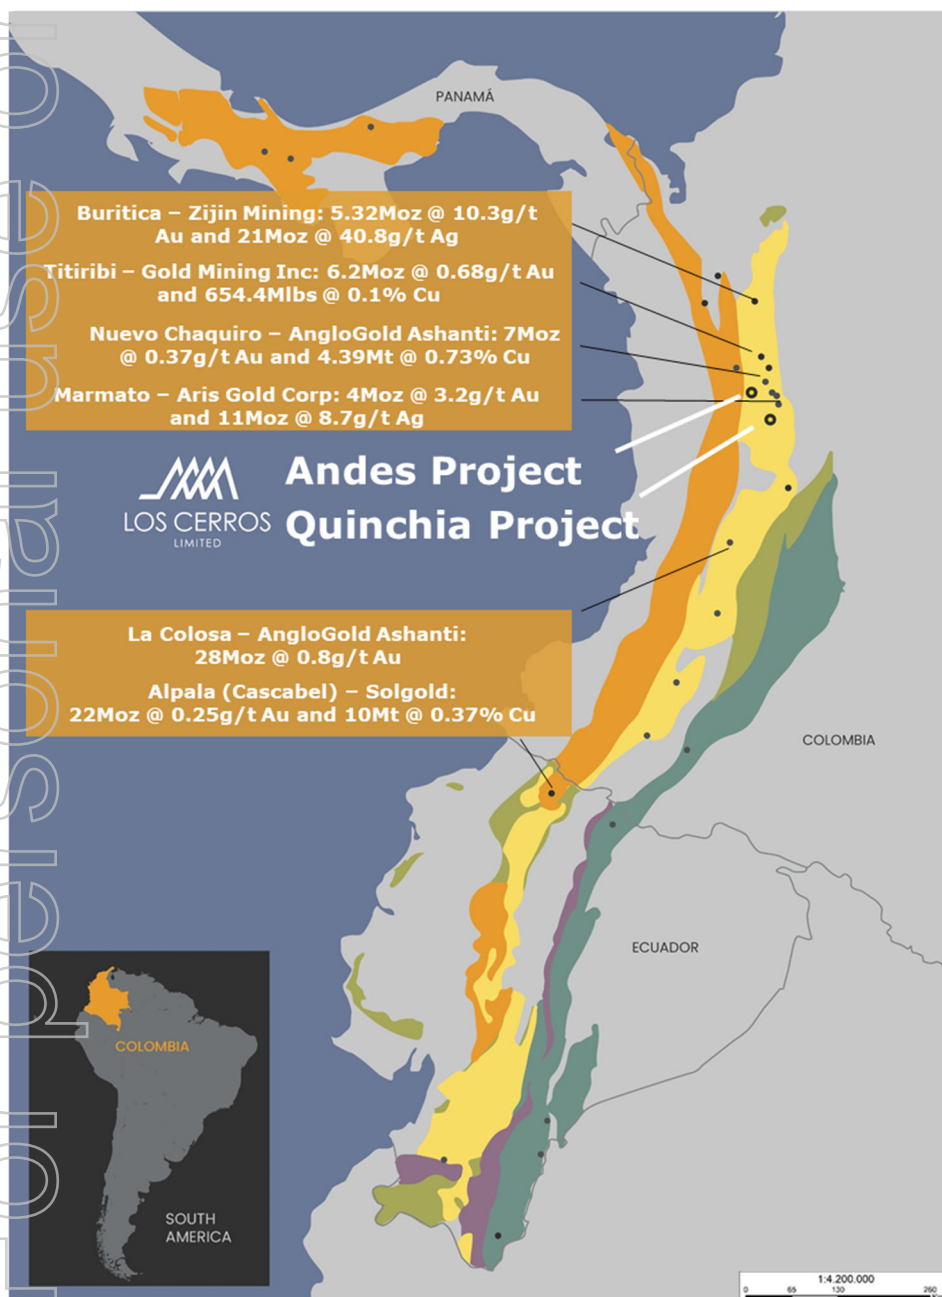 For personal use only
PANAMÁ
Buritica – Zijin Mining: 5.32Moz @ 10.3g/t
Au and 21Moz @ 40.8g/t Ag
Titiribi – Gold Mining Inc: 6.2Moz @ 0.68g/t Au
and 654.4Mlbs @ 0.1% Cu
Nuevo Chaquiro – AngloGold Ashanti: 7Moz
@ 0.37g/t Au and 4.39Mt @ 0.73% Cu
Marmato – Aris Gold Corp: 4Moz @ 3.2g/t Au
and 11Moz @ 8.7g/t Ag
LOS CERROS
LIMITED
Andes Project
Quinchia Project
La Colosa – AngloGold Ashanti:
28Moz @ 0.8g/t Au
Alpala (Cascabel) – Solgold:
22Moz @ 0.25g/t Au and 10Mt @ 0.37% Cu
COLOMBIA
ECUADOR
COLOMBIA
SOUTH
AMERICA
1:4.200.000
0 65 130 260